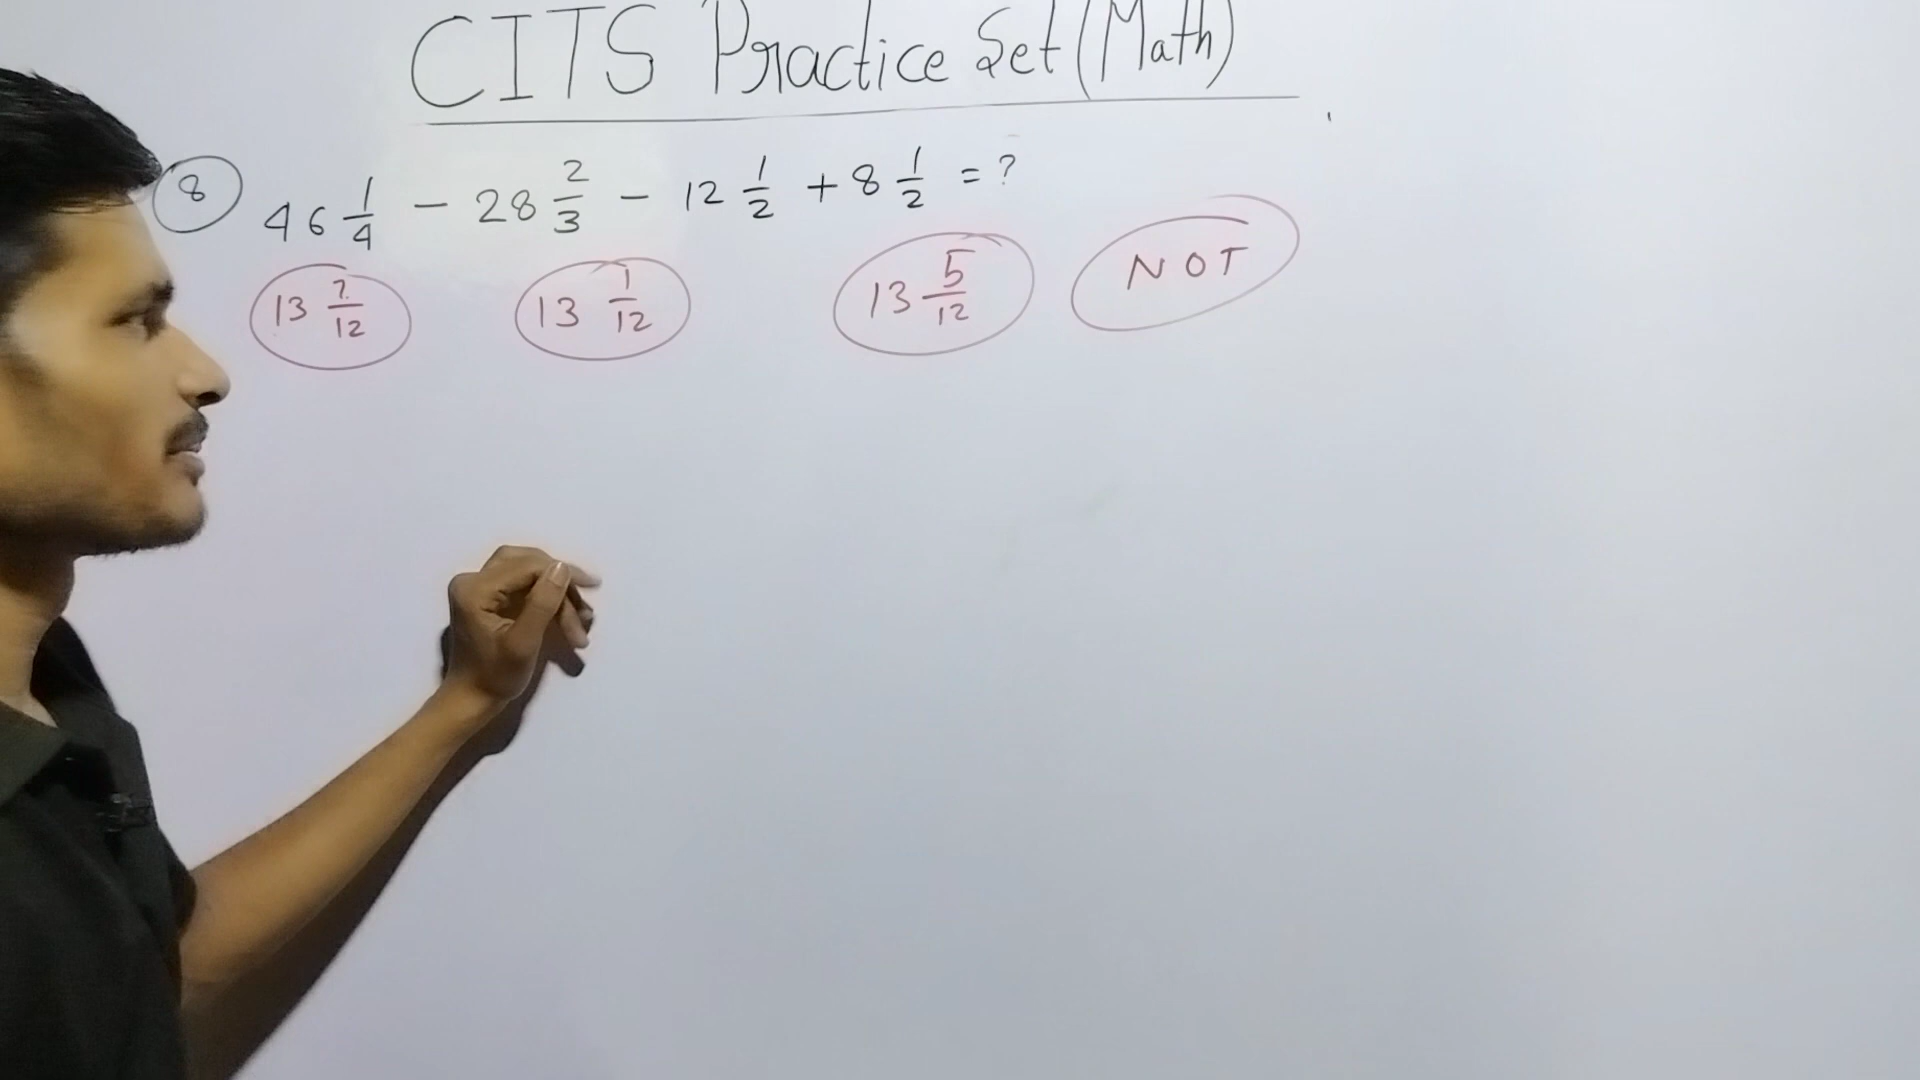 CITS Practice Set (Math)
8 46 1/4 - 28 2/3 - 12 1/2 + 8 1/2 = ?
13 7/12 13 1/12 13 5/12 NOT